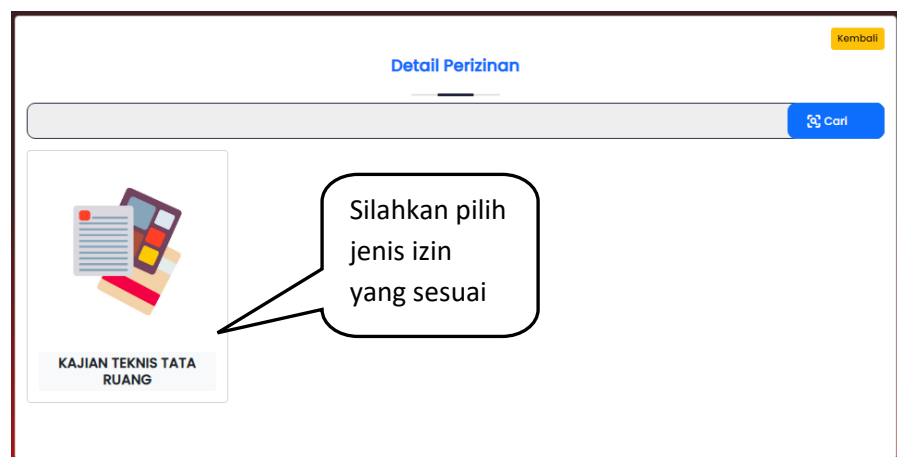 Kembali
Detail Perizinan
Cari
Silahkan pilih
jenis izin
yang sesuai
KAJIAN TEKNIS TATA
RUANG